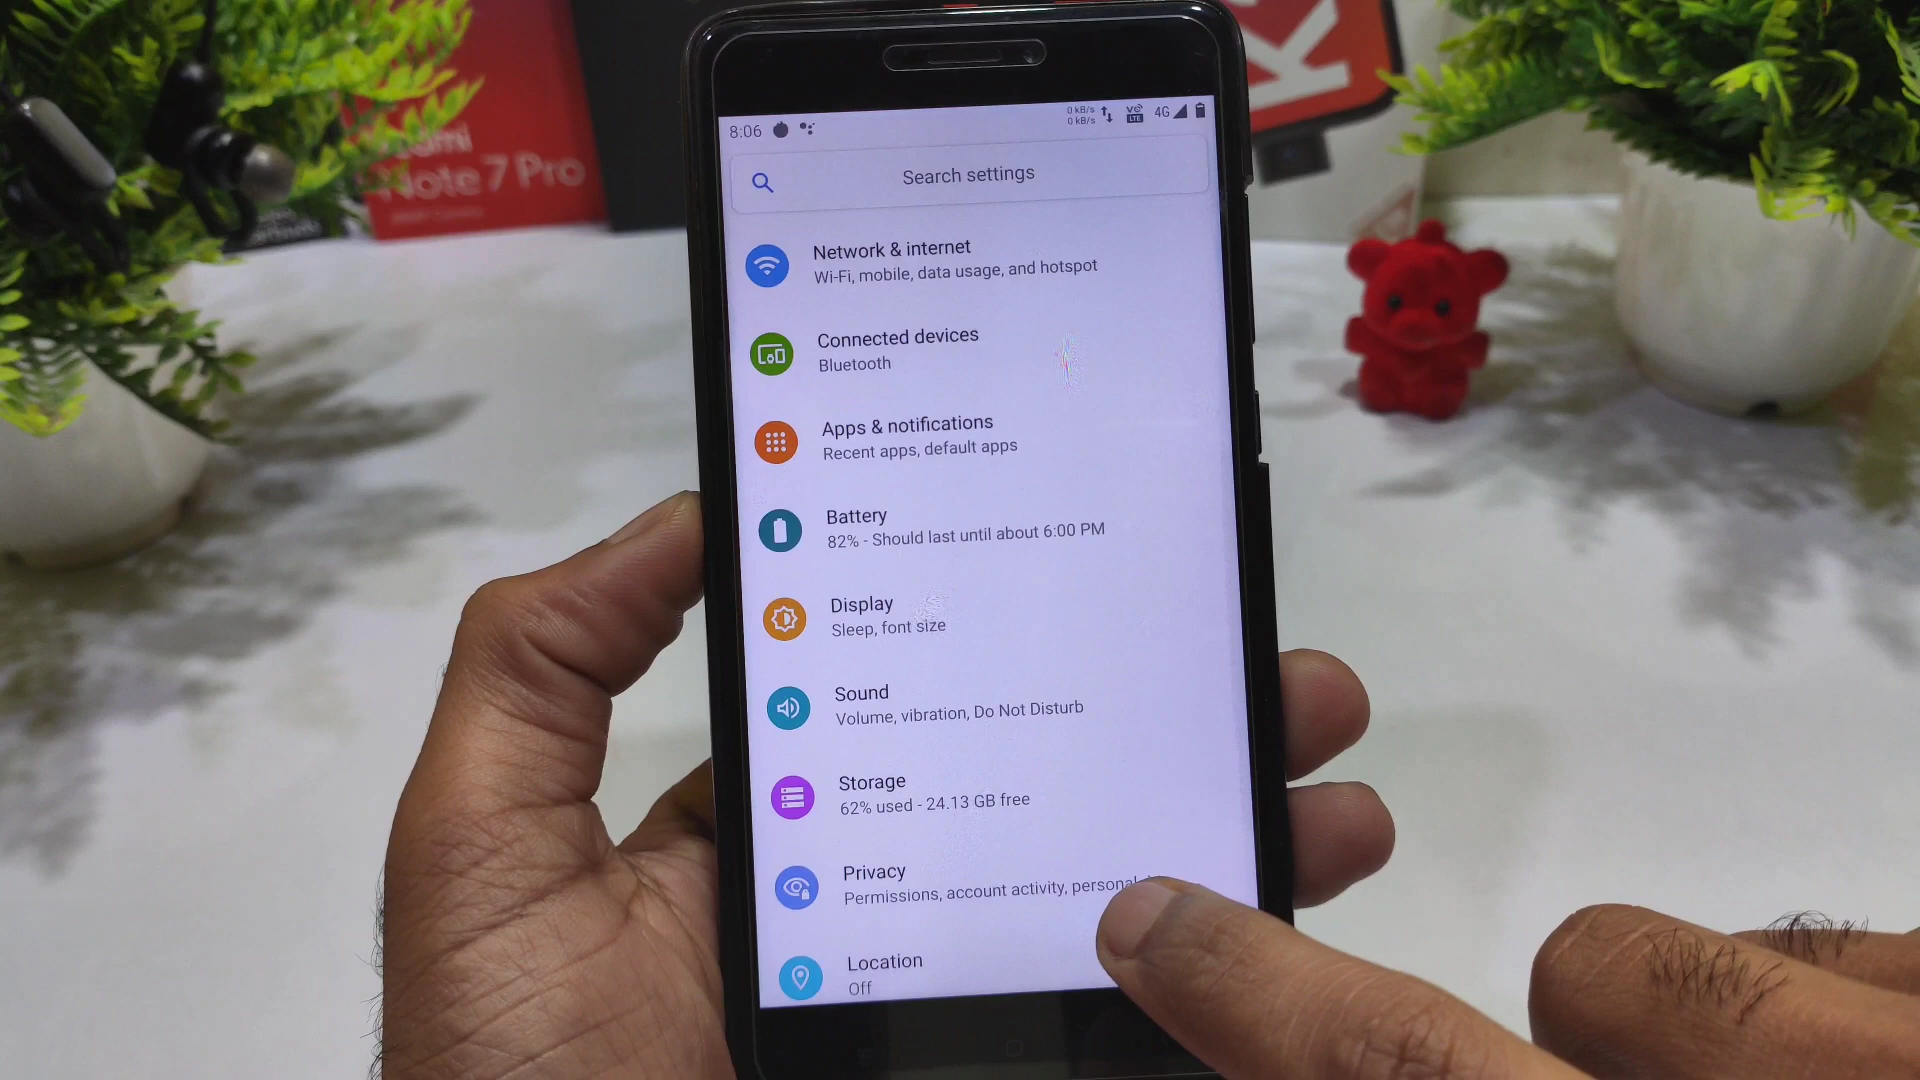 Redmi
Note 7 Pro
K
8:06
0 kB/s
0 kB/s
LTE
4G
Search settings
Network & internet
Wi-Fi, mobile, data usage, and hotspot
Connected devices
Bluetooth
Apps & notifications
Recent apps, default apps
Battery
82% - Should last until about 6:00 PM
Display
Sleep, font size
Sound
Volume, vibration, Do Not Disturb
Storage
62% used - 24.13 GB free
Privacy
Permissions, account activity, personal
Location
Off